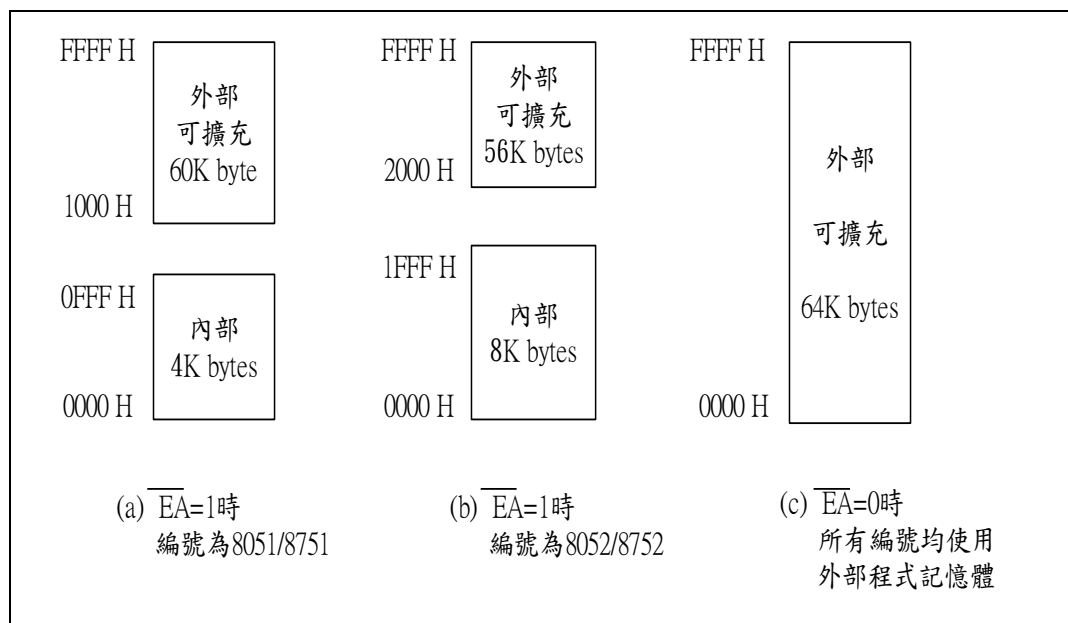 FFFF H
外部
可擴充
60K byte
1000 H
0FFF H
內部
4K bytes
0000 H
(a) EA=1時
編號為8051/8751
FFFF H
外部
可擴充
56K bytes
2000 H
1FFF H
內部
8K bytes
0000 H
(b) EA=1時
編號為8052/8752
FFFF H
外部
可擴充
64K bytes
0000 H
(c) EA=0時
所有編號均使用
外部程式記憶體